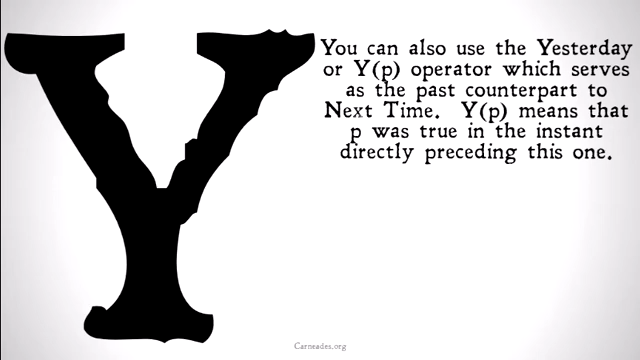 Y
You can also use the Yesterday
or Y(p) operator which serves
as the past counterpart to
Next Time. Y(p) means that
p was true in the instant
directly preceding this one.
Carneades.org